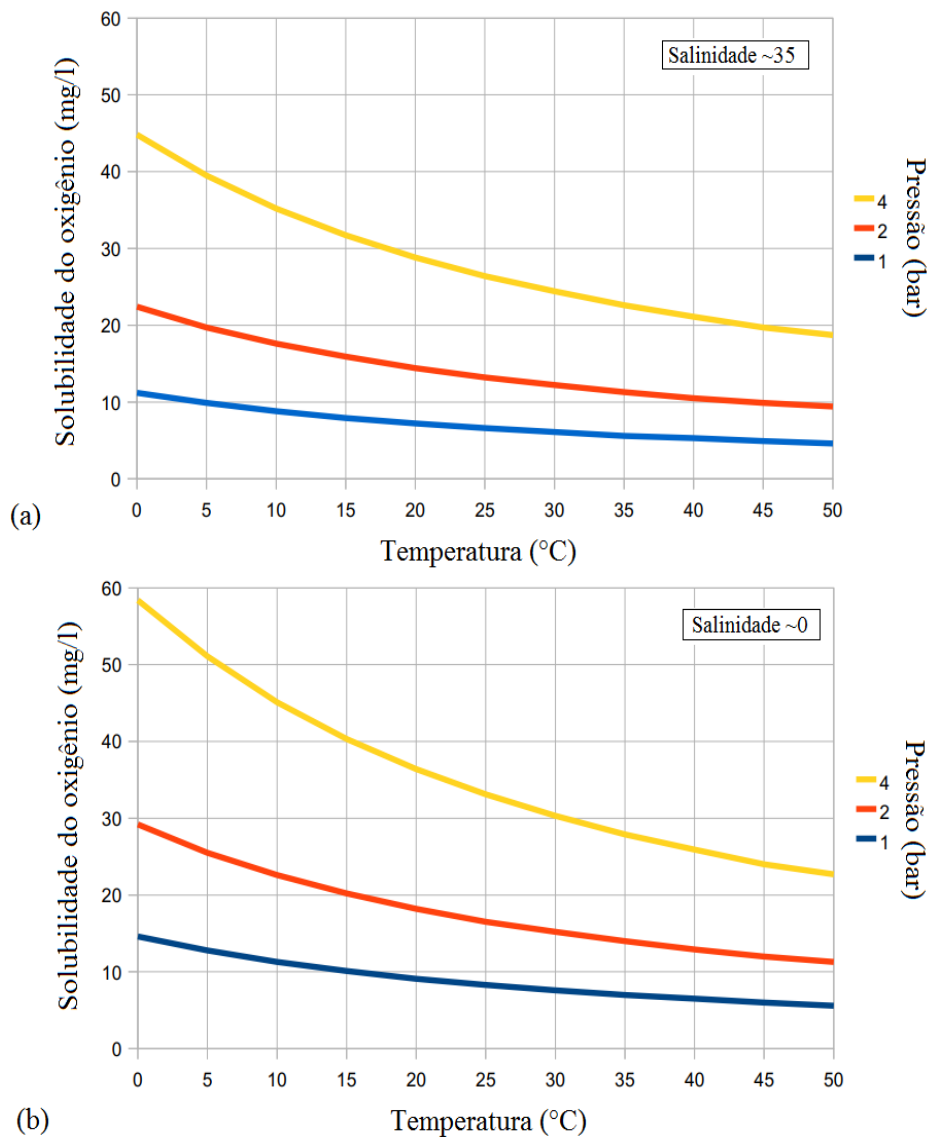 60
50
40
30
20
10
0
Solubilidade do oxigênio (mg/l)
Salinidade ~35
4
2
1
Pressão (bar)
0 5 10 15 20 25 30 35 40 45 50
(a)
Temperatura (°C)
60
50
40
30
20
10
0
Solubilidade do oxigênio (mg/l)
Salinidade ~0
4
2
1
Pressão (bar)
0 5 10 15 20 25 30 35 40 45 50
(b)
Temperatura (°C)